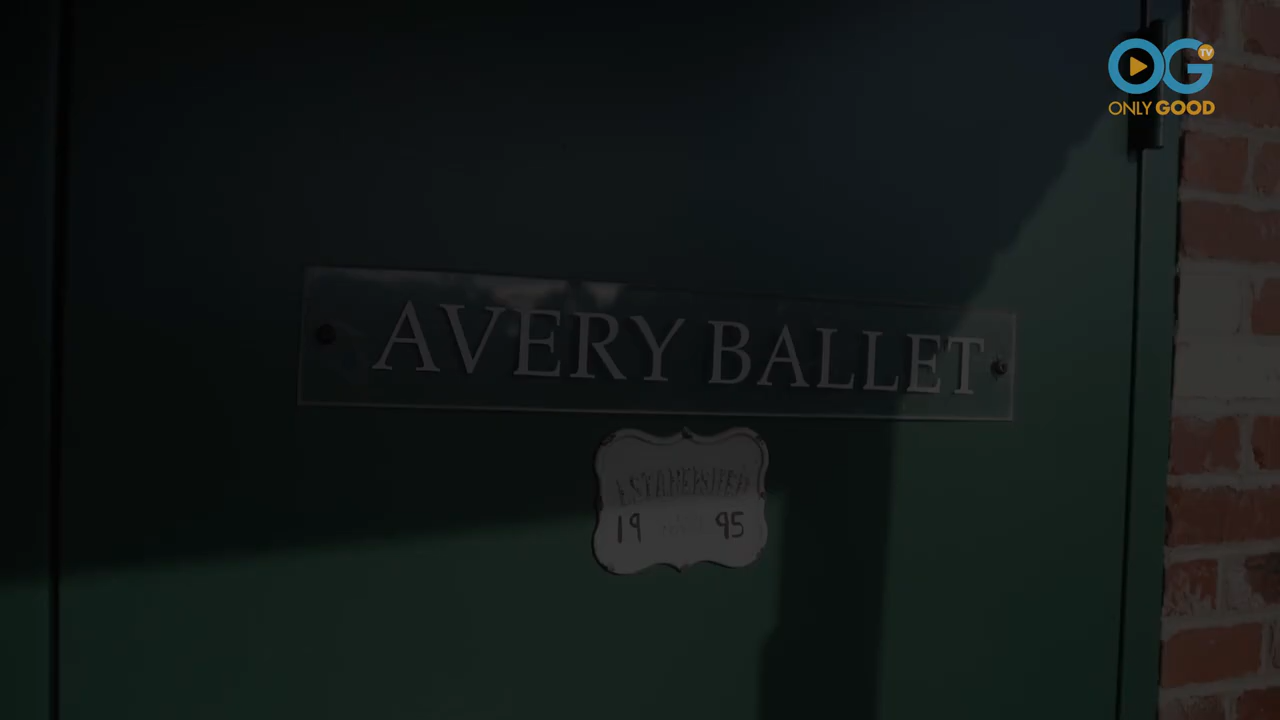 OG TV
ONLY GOOD
AVERY BALLET
ESTABLISHED
19 95